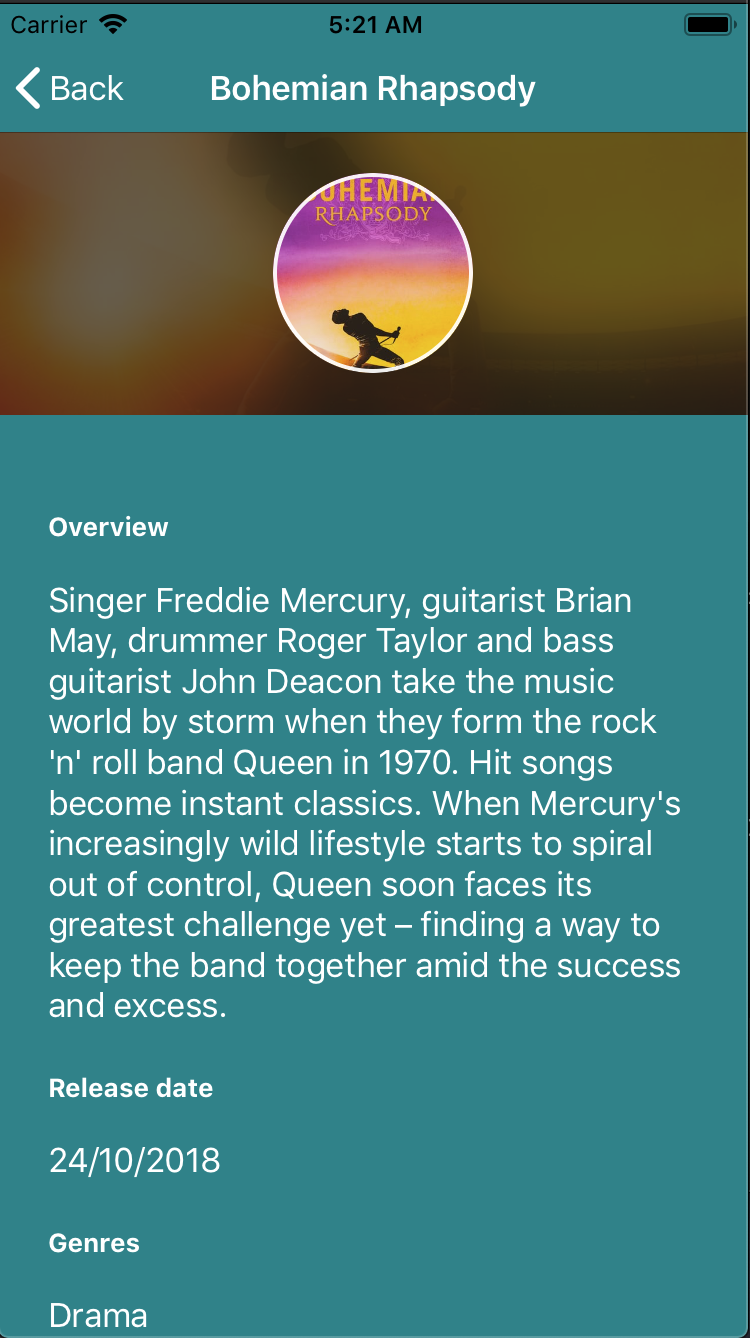 Carrier 5:21 AM
Back Bohemian Rhapsody
RHAPSODY
Overview
Singer Freddie Mercury, guitarist Brian
May, drummer Roger Taylor and bass
guitarist John Deacon take the music
world by storm when they form the rock
'n' roll band Queen in 1970. Hit songs
become instant classics. When Mercury's
increasingly wild lifestyle starts to spiral
out of control, Queen soon faces its
greatest challenge yet – finding a way to
keep the band together amid the success
and excess.
Release date
24/10/2018
Genres
Drama